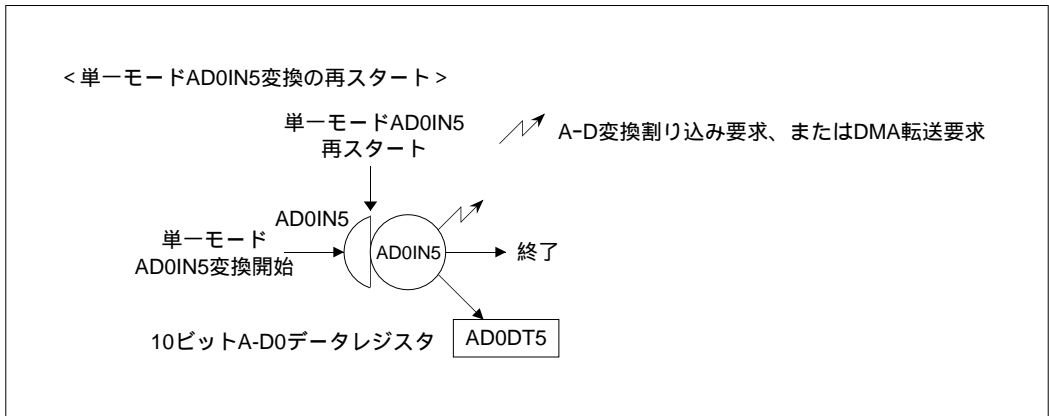 <単一モードAD0IN5変換の再スタート>
単一モードAD0IN5
再スタート
A-D変換割り込み要求、またはDMA転送要求
AD0IN5
単一モード
AD0IN5変換開始
AD0IN5
終了
10ビットA-D0データレジスタ
AD0DT5